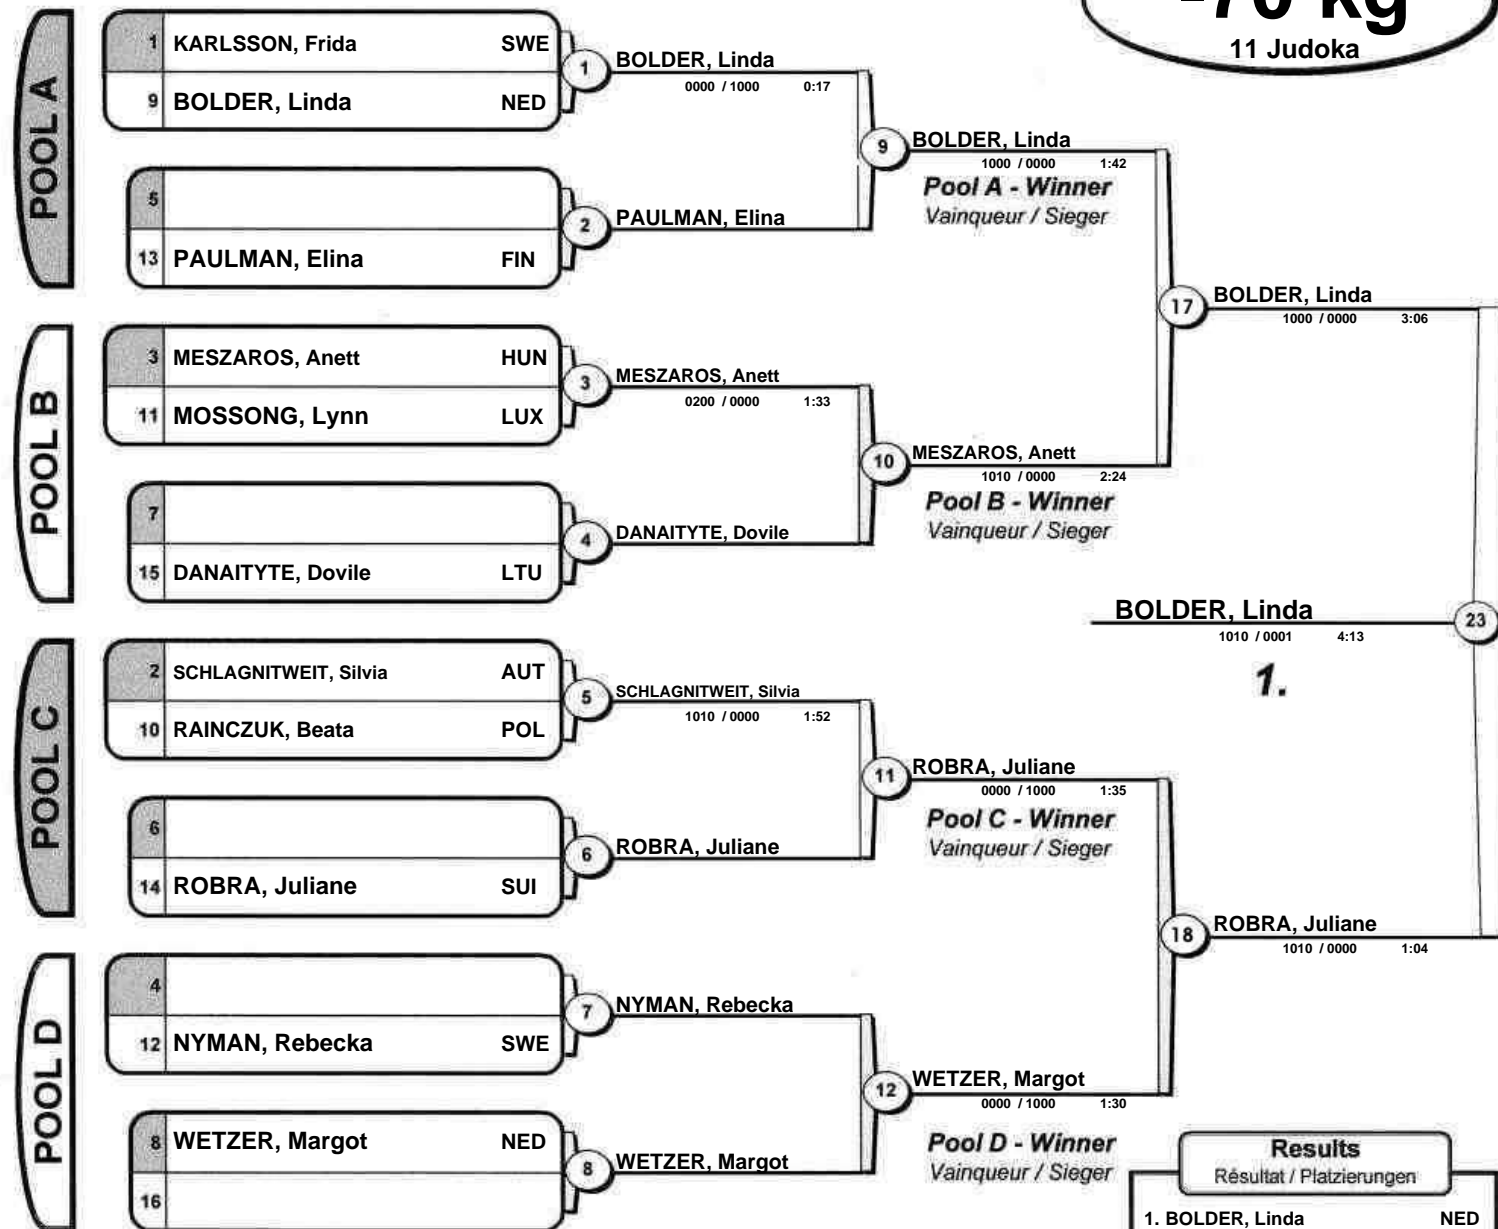 -70 kg
11 Judoka
POOL A
1 KARLSSON, Frida SWE
9 BOLDER, Linda NED
1
BOLDER, Linda
0000 / 1000 0:17
5
13 PAULMAN, Elina FIN
2
PAULMAN, Elina
9
BOLDER, Linda
1000 / 0000 1:42
Pool A - Winner
Vainqueur / Sieger
POOL B
3 MESZAROS, Anett HUN
11 MOSSONG, Lynn LUX
3
MESZAROS, Anett
0200 / 0000 1:33
7
15 DANAITYTE, Dovile LTU
4
DANAITYTE, Dovile
10
MESZAROS, Anett
1010 / 0000 2:24
Pool B - Winner
Vainqueur / Sieger
17
BOLDER, Linda
1000 / 0000 3:06
BOLDER, Linda
1010 / 0001 4:13
23
1.
POOL C
2 SCHLAGNITWEIT, Silvia AUT
10 RAINCZUK, Beata POL
5
SCHLAGNITWEIT, Silvia
1010 / 0000 1:52
6
14 ROBRA, Juliane SUI
6
ROBRA, Juliane
11
ROBRA, Juliane
0000 / 1000 1:35
Pool C - Winner
Vainqueur / Sieger
POOL D
4
12 NYMAN, Rebecka SWE
7
NYMAN, Rebecka
8 WETZER, Margot NED
16
8
WETZER, Margot
12
WETZER, Margot
0000 / 1000 1:30
Pool D - Winner
Vainqueur / Sieger
18
ROBRA, Juliane
1010 / 0000 1:04
Results
Résultat / Platzierungen
1. BOLDER, Linda NED